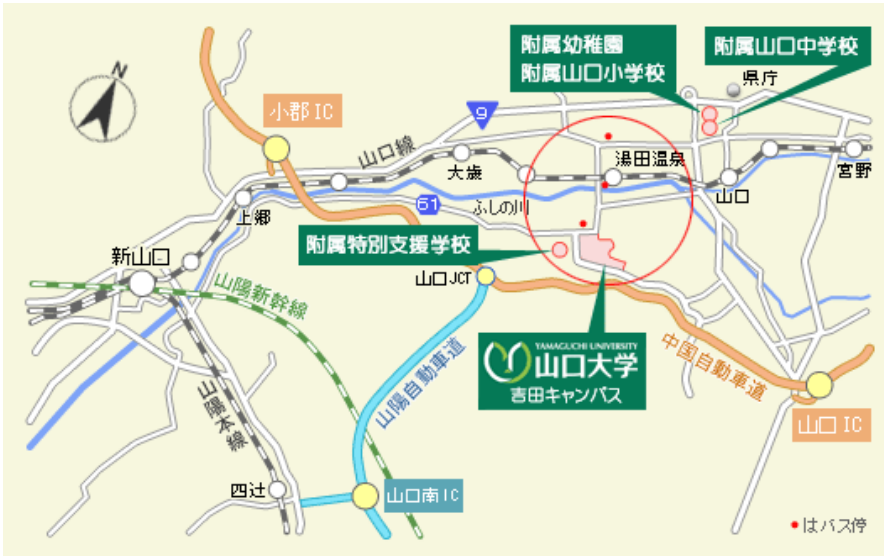 附属幼稚園
附属山口小学校
附属山口中学校
N
県庁
小郡IC
9
山口線
大歳
湯田温泉
宮野
山口
上郷
61
ふしの川
附属特別支援学校
新山口
山陽新幹線
山口JCT
YAMAGUCHI UNIVERSITY
山口大学
吉田キャンパス
中国自動車道
山陽自動車道
山陽本線
山口IC
四辻
山口南IC
はバス停